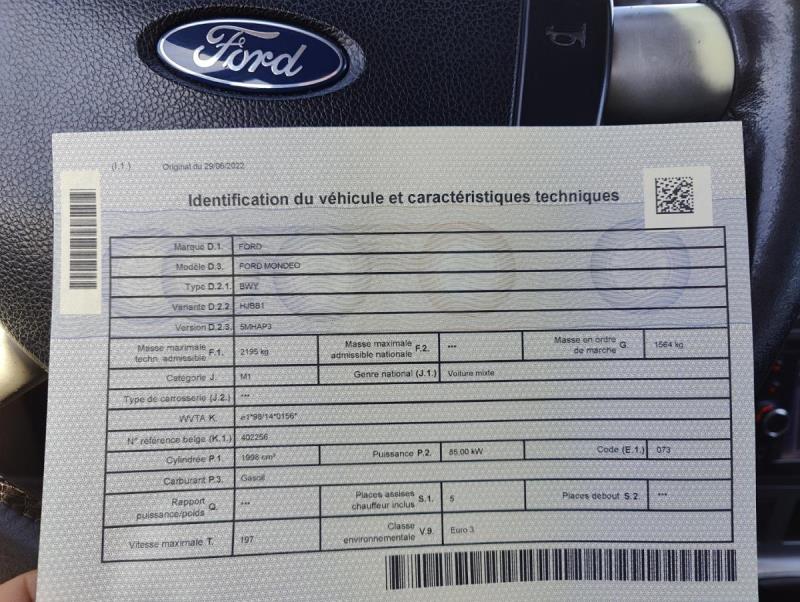 Ford
(I.1.) Original du 29/06/2022
Identification du véhicule et caractéristiques techniques
Marque D.1. FORD
Modèle D.3. FORD MONDEO
Type D.2.1. BWY
Variante D.2.2. HJBB1
Version D.2.3. 5MHAP3
Masse maximale techn. admissible F.1. 2195 kg Masse maximale admissible nationale F.2. *** Masse en ordre de marche G. 1564 kg
Catégorie J. M1 Genre national (J.1.) Voiture mixte
Type de carrosserie (J.2.) ***
WVTA K. e1*98/14*0156*
N° référence belge (K.1.) 402256
Cylindrée P.1. 1998 cm³ Puissance P.2. 85.00 kW Code (E.1.) 073
Carburant P.3. Gasoil
Rapport puissance/poids Q. *** Places assises chauffeur inclus S.1. 5 Places debout S.2. ***
Vitesse maximale T. 197 Classe environnementale V.9. Euro 3